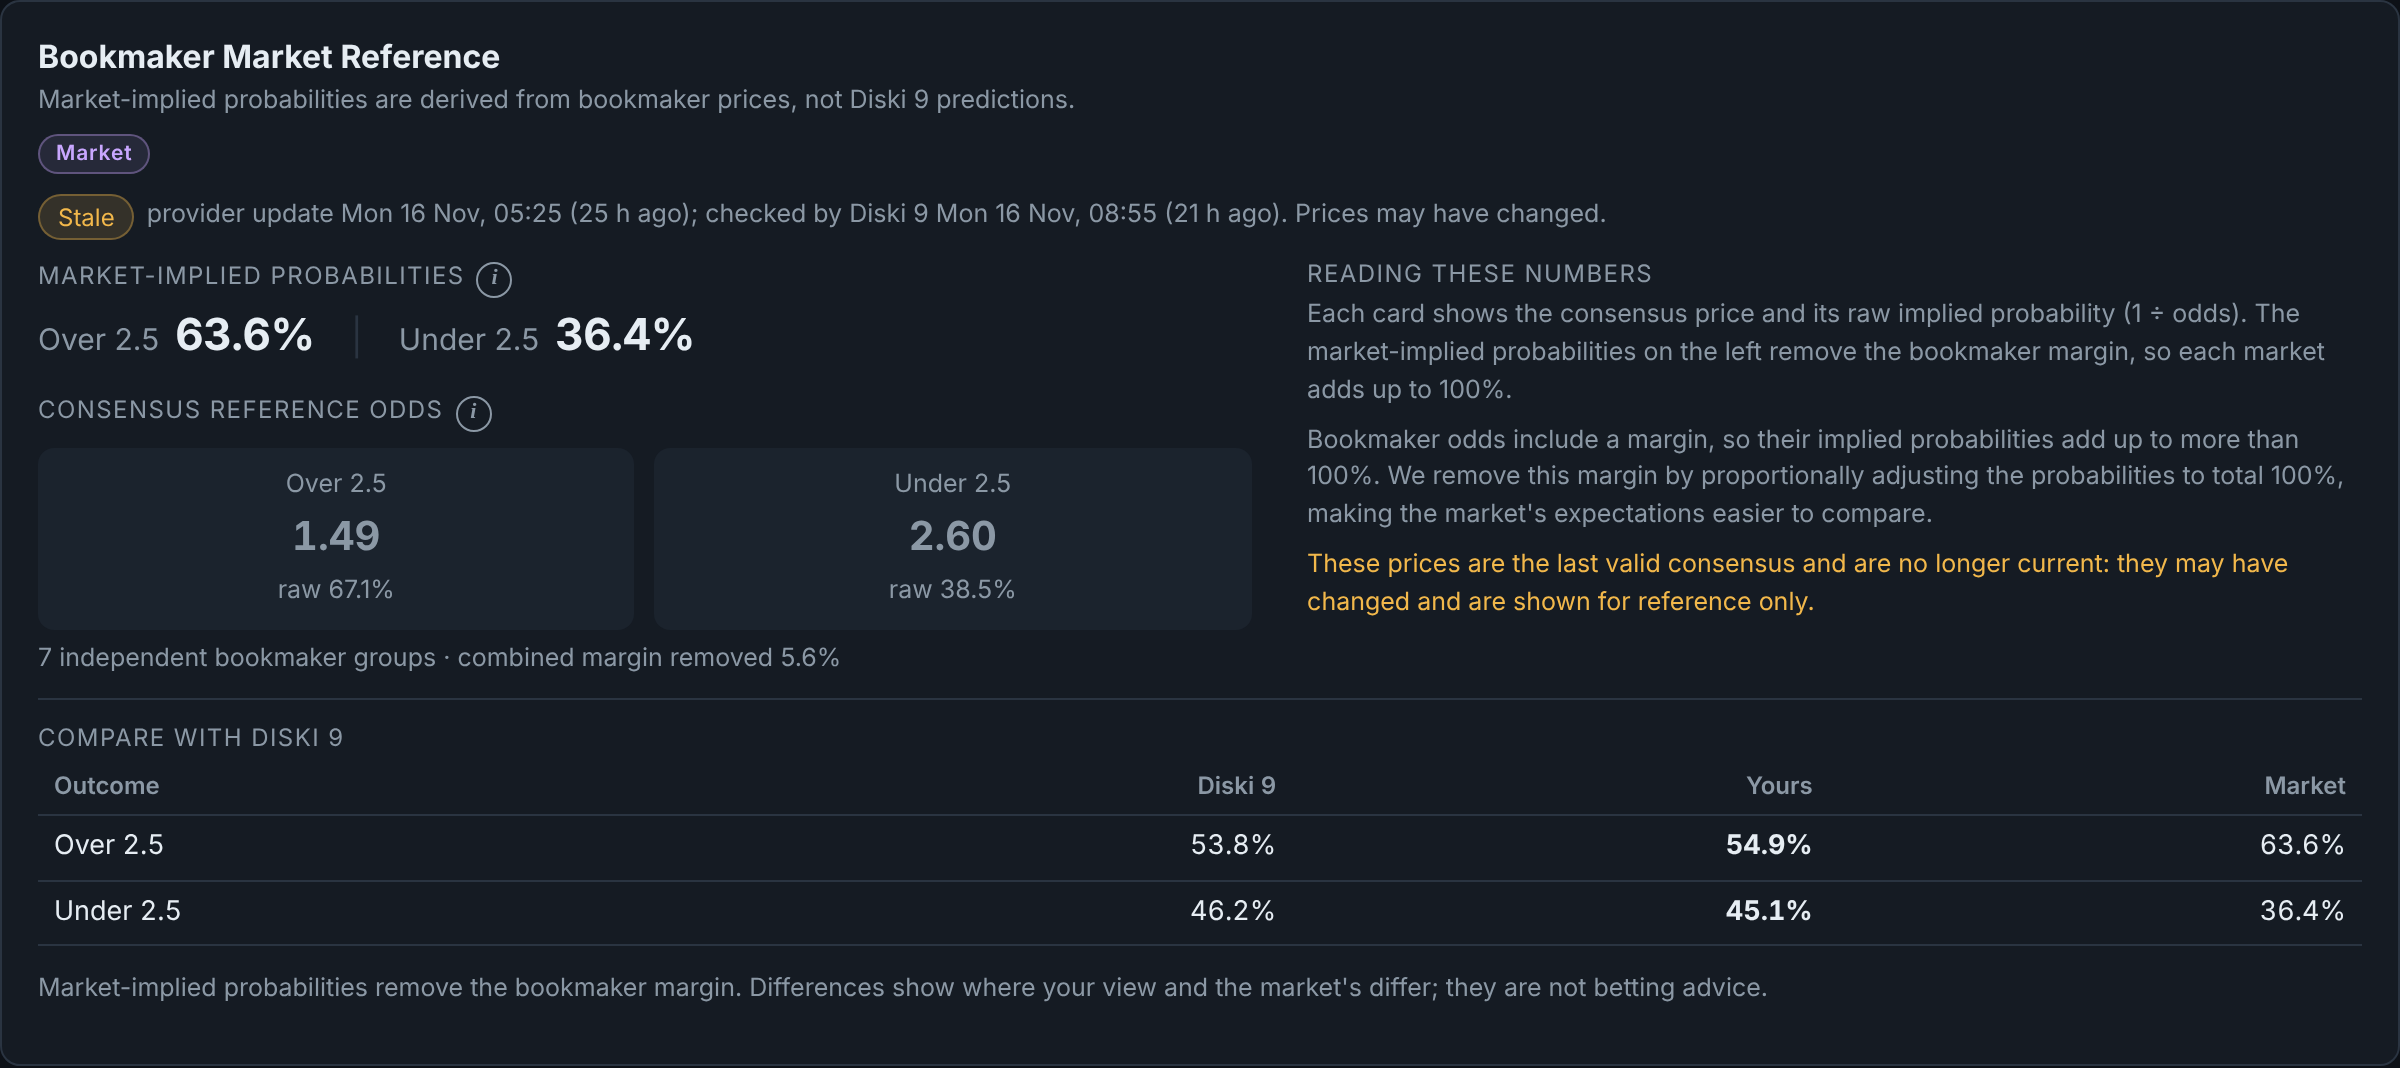 Bookmaker Market Reference
Market-implied probabilities are derived from bookmaker prices, not Diski 9 predictions.
Market
Stale provider update Mon 16 Nov, 05:25 (25 h ago); checked by Diski 9 Mon 16 Nov, 08:55 (21 h ago). Prices may have changed.
MARKET-IMPLIED PROBABILITIES i
Over 2.5 63.6% Under 2.5 36.4%
CONSENSUS REFERENCE ODDS i
Over 2.5
1.49
raw 67.1%
Under 2.5
2.60
raw 38.5%
7 independent bookmaker groups · combined margin removed 5.6%
READING THESE NUMBERS
Each card shows the consensus price and its raw implied probability (1 ÷ odds). The
market-implied probabilities on the left remove the bookmaker margin, so each market
adds up to 100%.
Bookmaker odds include a margin, so their implied probabilities add up to more than
100%. We remove this margin by proportionally adjusting the probabilities to total 100%,
making the market's expectations easier to compare.
These prices are the last valid consensus and are no longer current: they may have
changed and are shown for reference only.
COMPARE WITH DISKI 9
Outcome Diski 9 Yours Market
Over 2.5 53.8% 54.9% 63.6%
Under 2.5 46.2% 45.1% 36.4%
Market-implied probabilities remove the bookmaker margin. Differences show where your view and the market's differ; they are not betting advice.